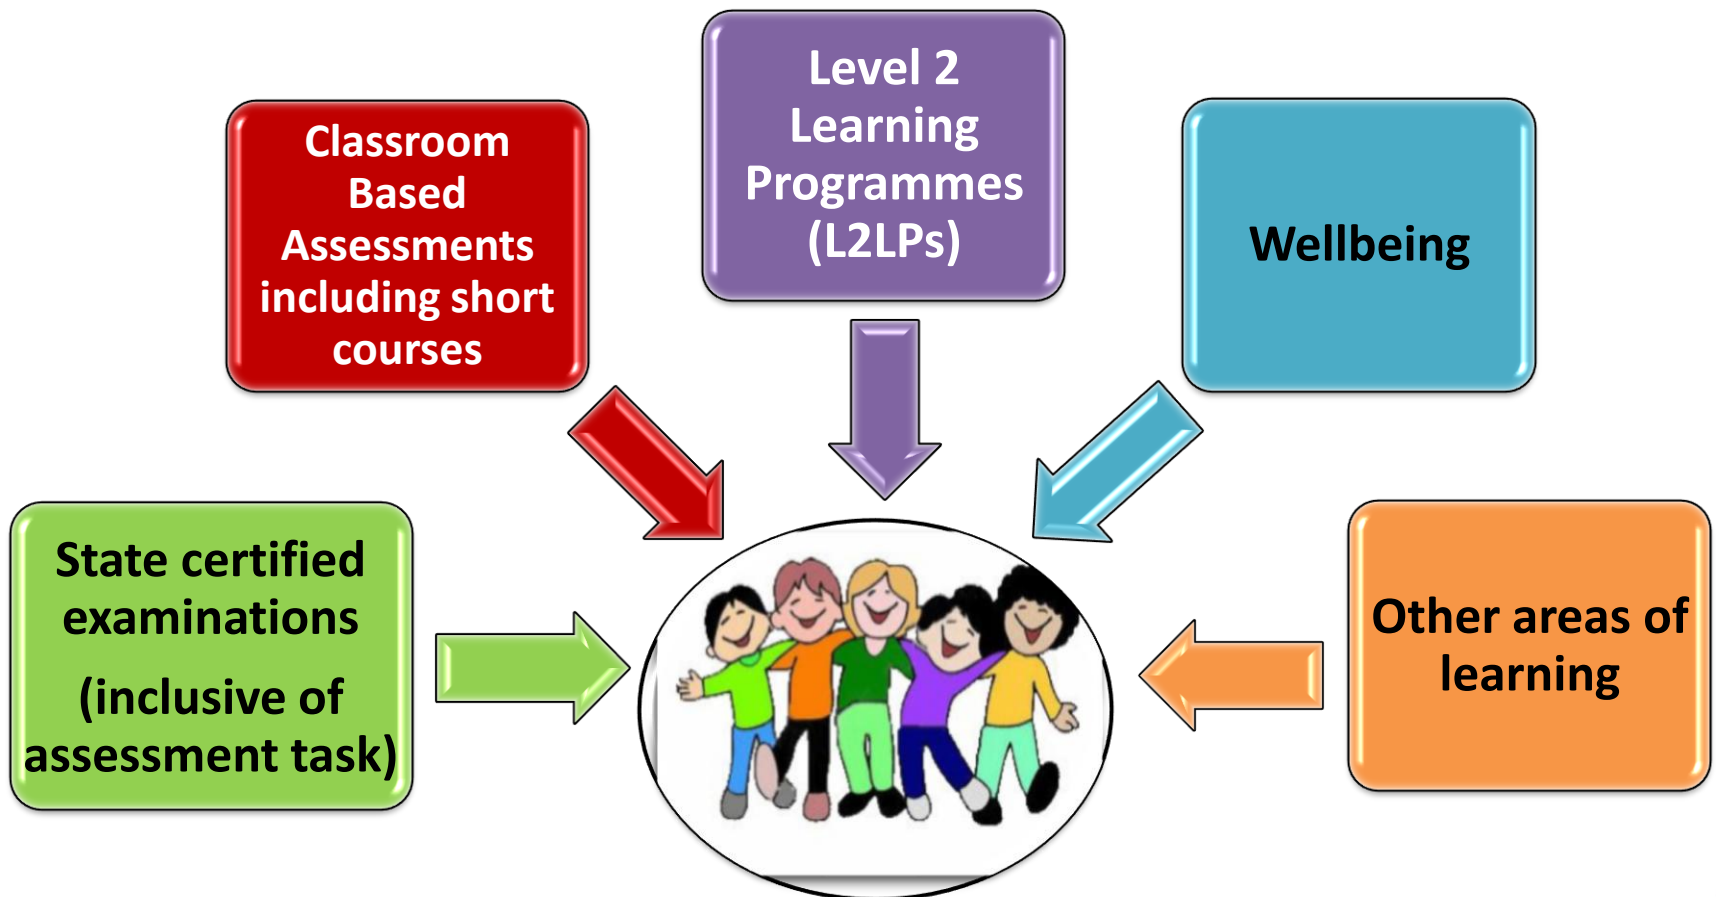 Level 2
Learning
Programmes
(L2LPs)
Classroom
Based
Assessments
including short
courses
Wellbeing
State certified
examinations
(inclusive of
assessment task)
Other areas of
learning